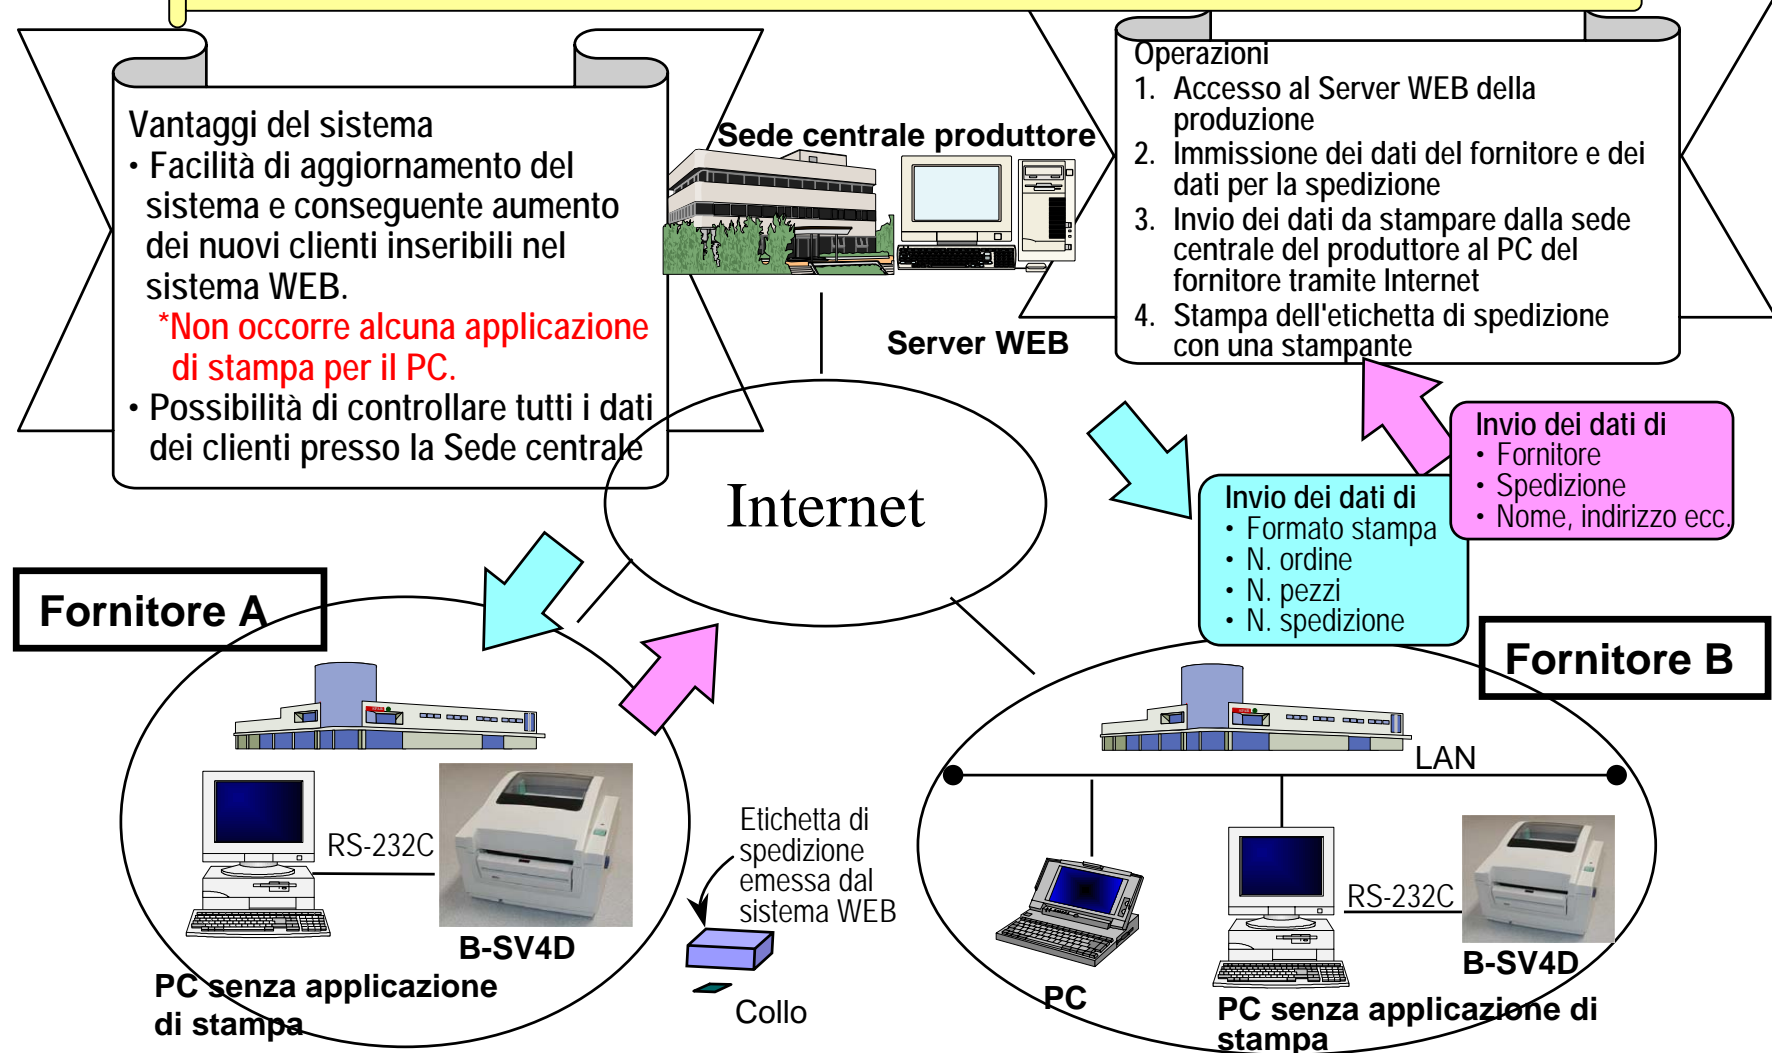 Vantaggi del sistema
• Facilità di aggiornamento del
sistema e conseguente aumento
dei nuovi clienti inseribili nel
sistema WEB.
*Non occorre alcuna applicazione
di stampa per il PC.
• Possibilità di controllare tutti i dati
dei clienti presso la Sede centrale
Sede centrale produttore
Server WEB
Operazioni
1. Accesso al Server WEB della
produzione
2. Immissione dei dati del fornitore e dei
dati per la spedizione
3. Invio dei dati da stampare dalla sede
centrale del produttore al PC del
fornitore tramite Internet
4. Stampa dell'etichetta di spedizione
con una stampante
Invio dei dati di
• Fornitore
• Spedizione
• Nome, indirizzo ecc.
Invio dei dati di
• Formato stampa
• N. ordine
• N. pezzi
• N. spedizione
Internet
Fornitore A
RS-232C
B-SV4D
PC senza applicazione
di stampa
Etichetta di
spedizione
emessa dal
sistema WEB
Collo
Fornitore B
LAN
PC
RS-232C
B-SV4D
PC senza applicazione di
stampa